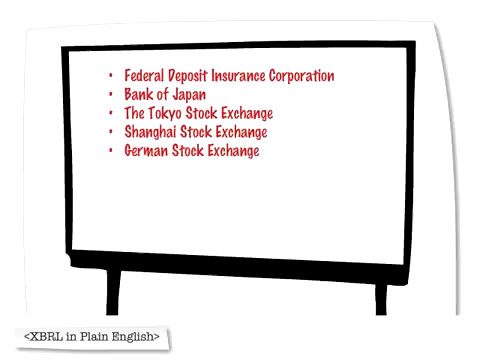 • Federal Deposit Insurance Corporation
• Bank of Japan
• The Tokyo Stock Exchange
• Shanghai Stock Exchange
• German Stock Exchange
<XBRL in Plain English>